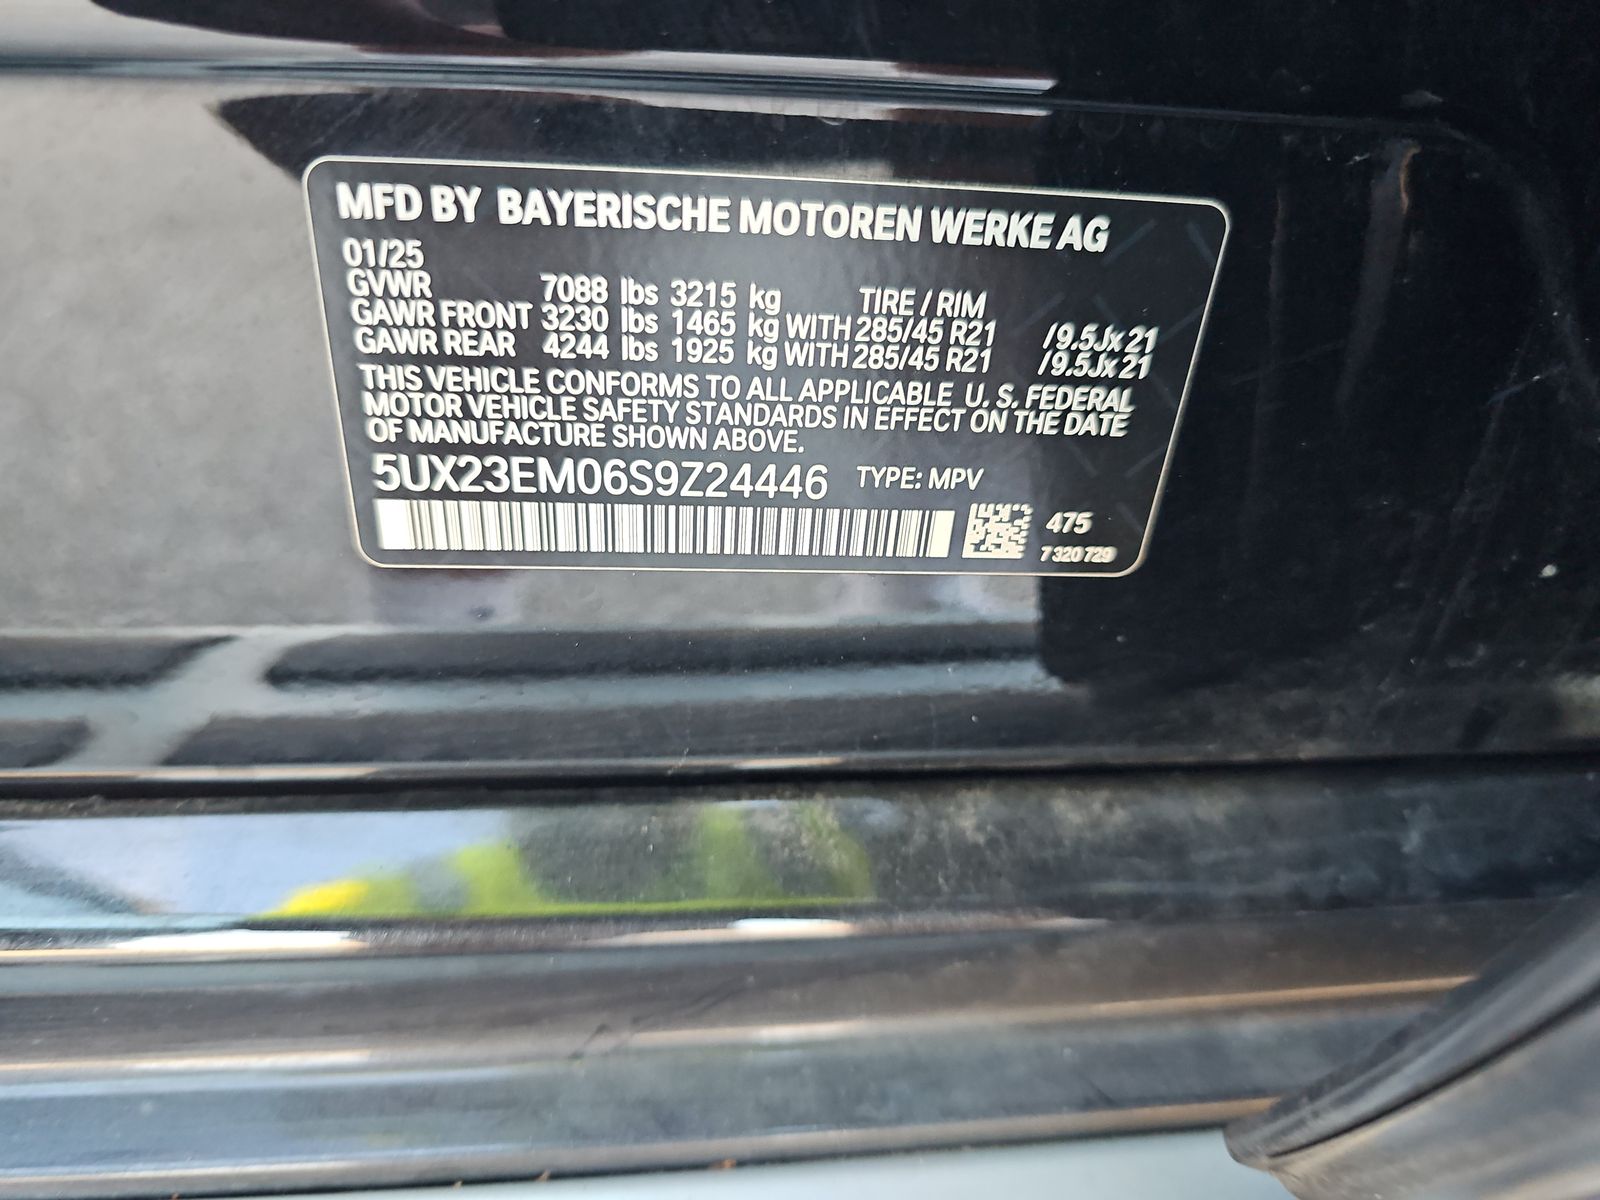 MFD BY BAYERISCHE MOTOREN WERKE AG
01/25
GVWR 7088 lbs 3215 kg TIRE / RIM
GAWR FRONT 3230 lbs 1465 kg WITH 285/45 R21 /9.5Jx21
GAWR REAR 4244 lbs 1925 kg WITH 285/45 R21 /9.5Jx21
THIS VEHICLE CONFORMS TO ALL APPLICABLE U. S. FEDERAL
MOTOR VEHICLE SAFETY STANDARDS IN EFFECT ON THE DATE
OF MANUFACTURE SHOWN ABOVE.
5UX23EM06S9Z24446 TYPE: MPV
475
7 320 729